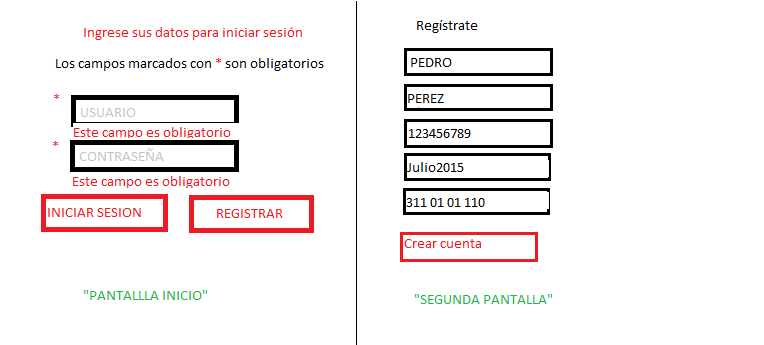 Ingrese sus datos para iniciar sesión
Los campos marcados con * son obligatorios
*
USUARIO
Este campo es obligatorio
*
CONTRASEÑA
Este campo es obligatorio
INICIAR SESION
REGISTRAR
"PANTALLLA INICIO"
Regístrate
PEDRO
PEREZ
123456789
Julio2015
311 01 01 110
Crear cuenta
"SEGUNDA PANTALLA"